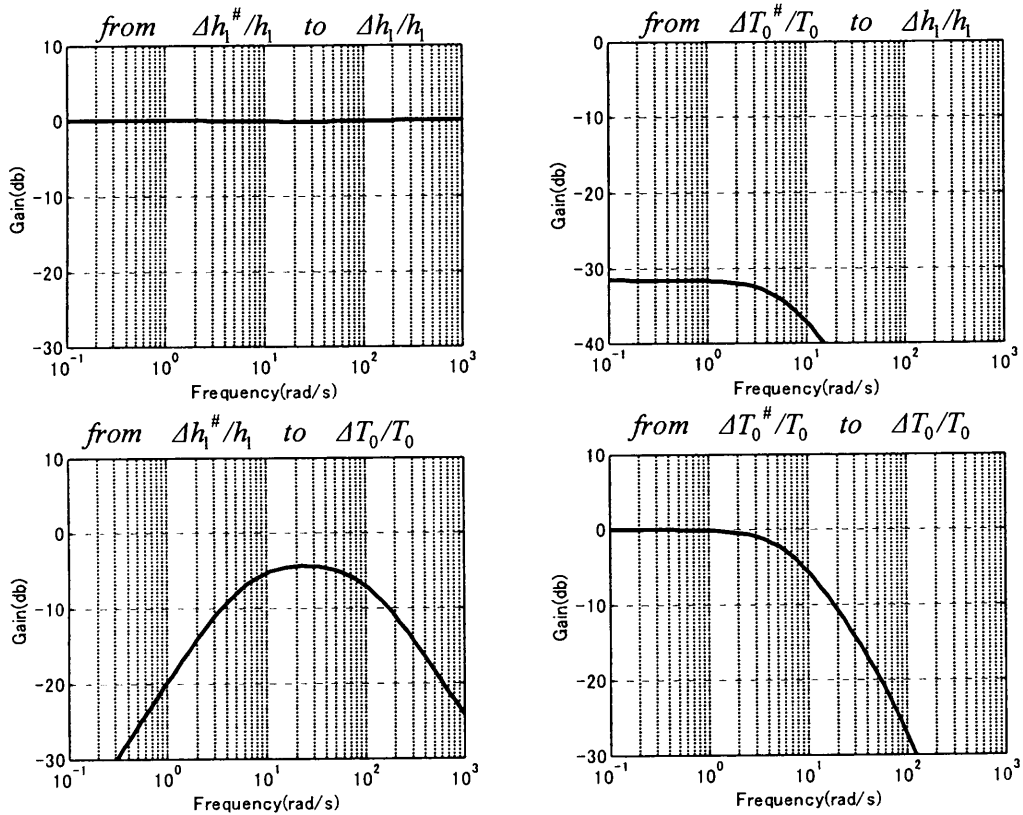 from Δh₁^#/h₁ to Δh₁/h₁
10
0
-10
-20
-30
Gain(db)
10⁻¹ 10⁰ 10¹ 10² 10³
Frequency(rad/s)
from ΔT₀^#/T₀ to Δh₁/h₁
0
-10
-20
-30
-40
Gain(db)
10⁻¹ 10⁰ 10¹ 10² 10³
Frequency(rad/s)
from Δh₁^#/h₁ to ΔT₀/T₀
10
0
-10
-20
-30
Gain(db)
10⁻¹ 10⁰ 10¹ 10² 10³
Frequency(rad/s)
from ΔT₀^#/T₀ to ΔT₀/T₀
10
0
-10
-20
-30
Gain(db)
10⁻¹ 10⁰ 10¹ 10² 10³
Frequency(rad/s)